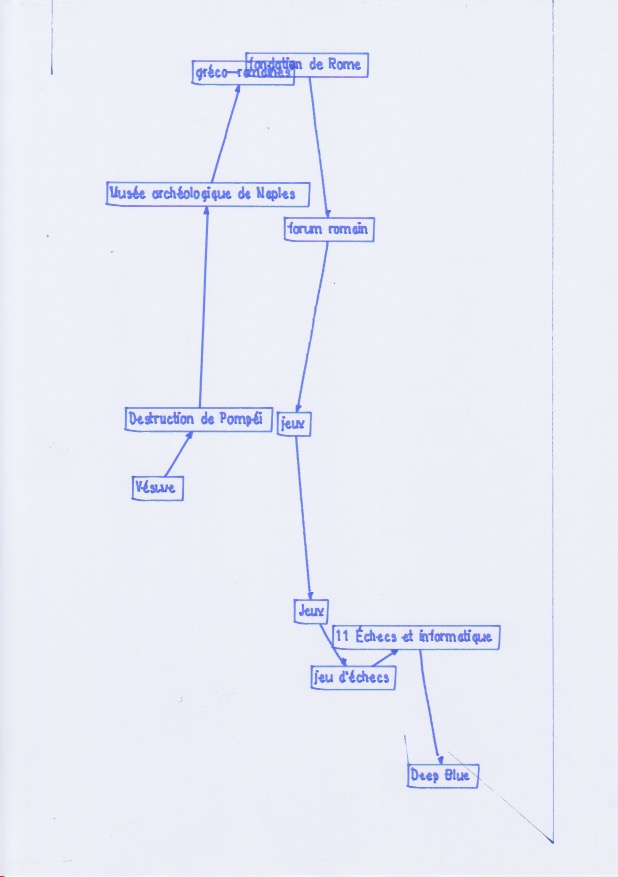 fondation de Rome
gréco-romaines
Musée archéologique de Naples
forum romain
Destruction de Pompéi
jeux
Vésuve
Jeux
11 Échecs et informatique
jeu d'échecs
Deep Blue